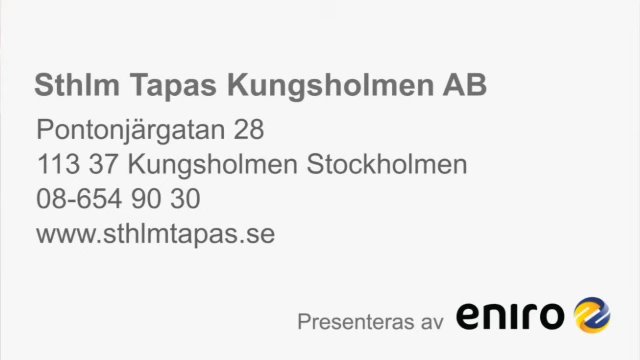 Sthlm Tapas Kungsholmen AB
Pontonjärgatan 28
113 37 Kungsholmen Stockholmen
08-654 90 30
www.sthlmtapas.se
Presenteras av eniro